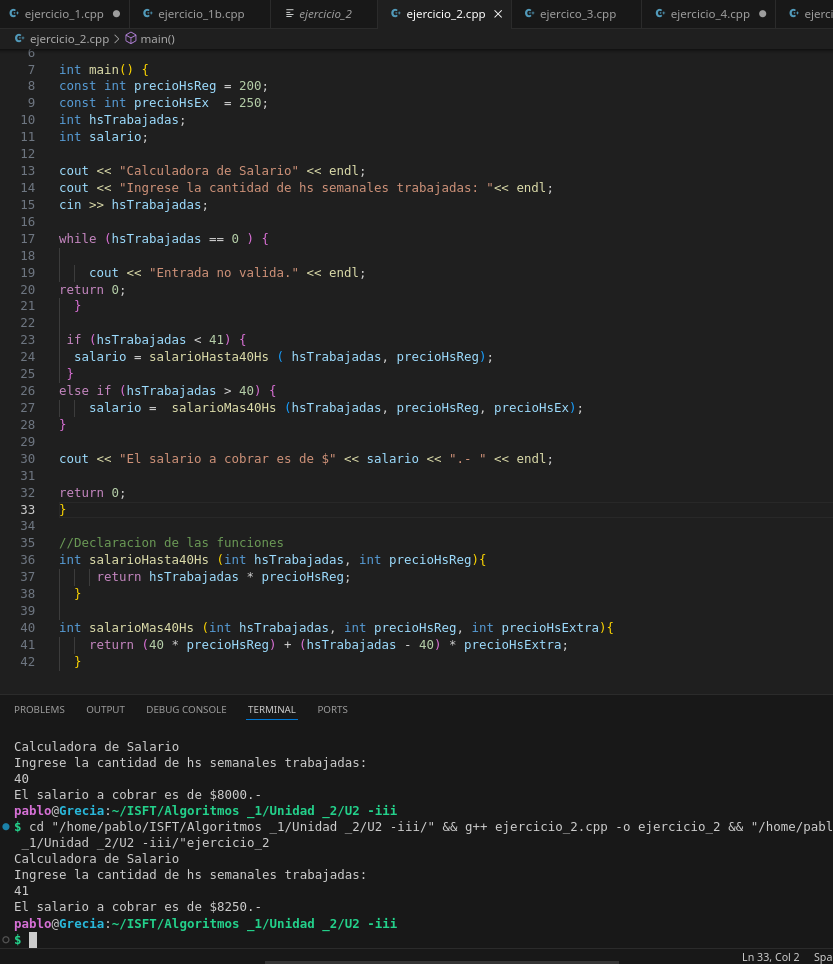 ejercicio_1.cpp ejercicio_1b.cpp ejercicio_2 ejercicio_2.cpp ejercico_3.cpp ejercicio_4.cpp ejerci
ejercicio_2.cpp > main()
6
7 int main() {
8 const int precioHsReg = 200;
9 const int precioHsEx  = 250;
10 int hsTrabajadas;
11 int salario;
12
13 cout << "Calculadora de Salario" << endl;
14 cout << "Ingrese la cantidad de hs semanales trabajadas: "<< endl;
15 cin >> hsTrabajadas;
16
17 while (hsTrabajadas == 0 ) {
18
19     cout << "Entrada no valida." << endl;
20 return 0;
21   }
22
23  if (hsTrabajadas < 41) {
24   salario = salarioHasta40Hs ( hsTrabajadas, precioHsReg);
25  }
26 else if (hsTrabajadas > 40) {
27     salario =  salarioMas40Hs (hsTrabajadas, precioHsReg, precioHsEx);
28 }
29
30 cout << "El salario a cobrar es de $" << salario << ".- " << endl;
31
32 return 0;
33 }
34
35 //Declaracion de las funciones
36 int salarioHasta40Hs (int hsTrabajadas, int precioHsReg){
37      return hsTrabajadas * precioHsReg;
38   }
39
40 int salarioMas40Hs (int hsTrabajadas, int precioHsReg, int precioHsExtra){
41     return (40 * precioHsReg) + (hsTrabajadas - 40) * precioHsExtra;
42   }
PROBLEMS OUTPUT DEBUG CONSOLE TERMINAL PORTS
Calculadora de Salario
Ingrese la cantidad de hs semanales trabajadas:
40
El salario a cobrar es de $8000.-
pablo@Grecia:~/ISFT/Algoritmos _1/Unidad _2/U2 -iii
$ cd "/home/pablo/ISFT/Algoritmos _1/Unidad _2/U2 -iii/" && g++ ejercicio_2.cpp -o ejercicio_2 && "/home/pabl
 _1/Unidad _2/U2 -iii/"ejercicio_2
Calculadora de Salario
Ingrese la cantidad de hs semanales trabajadas:
41
El salario a cobrar es de $8250.-
pablo@Grecia:~/ISFT/Algoritmos _1/Unidad _2/U2 -iii
$
Ln 33, Col 2 Spa